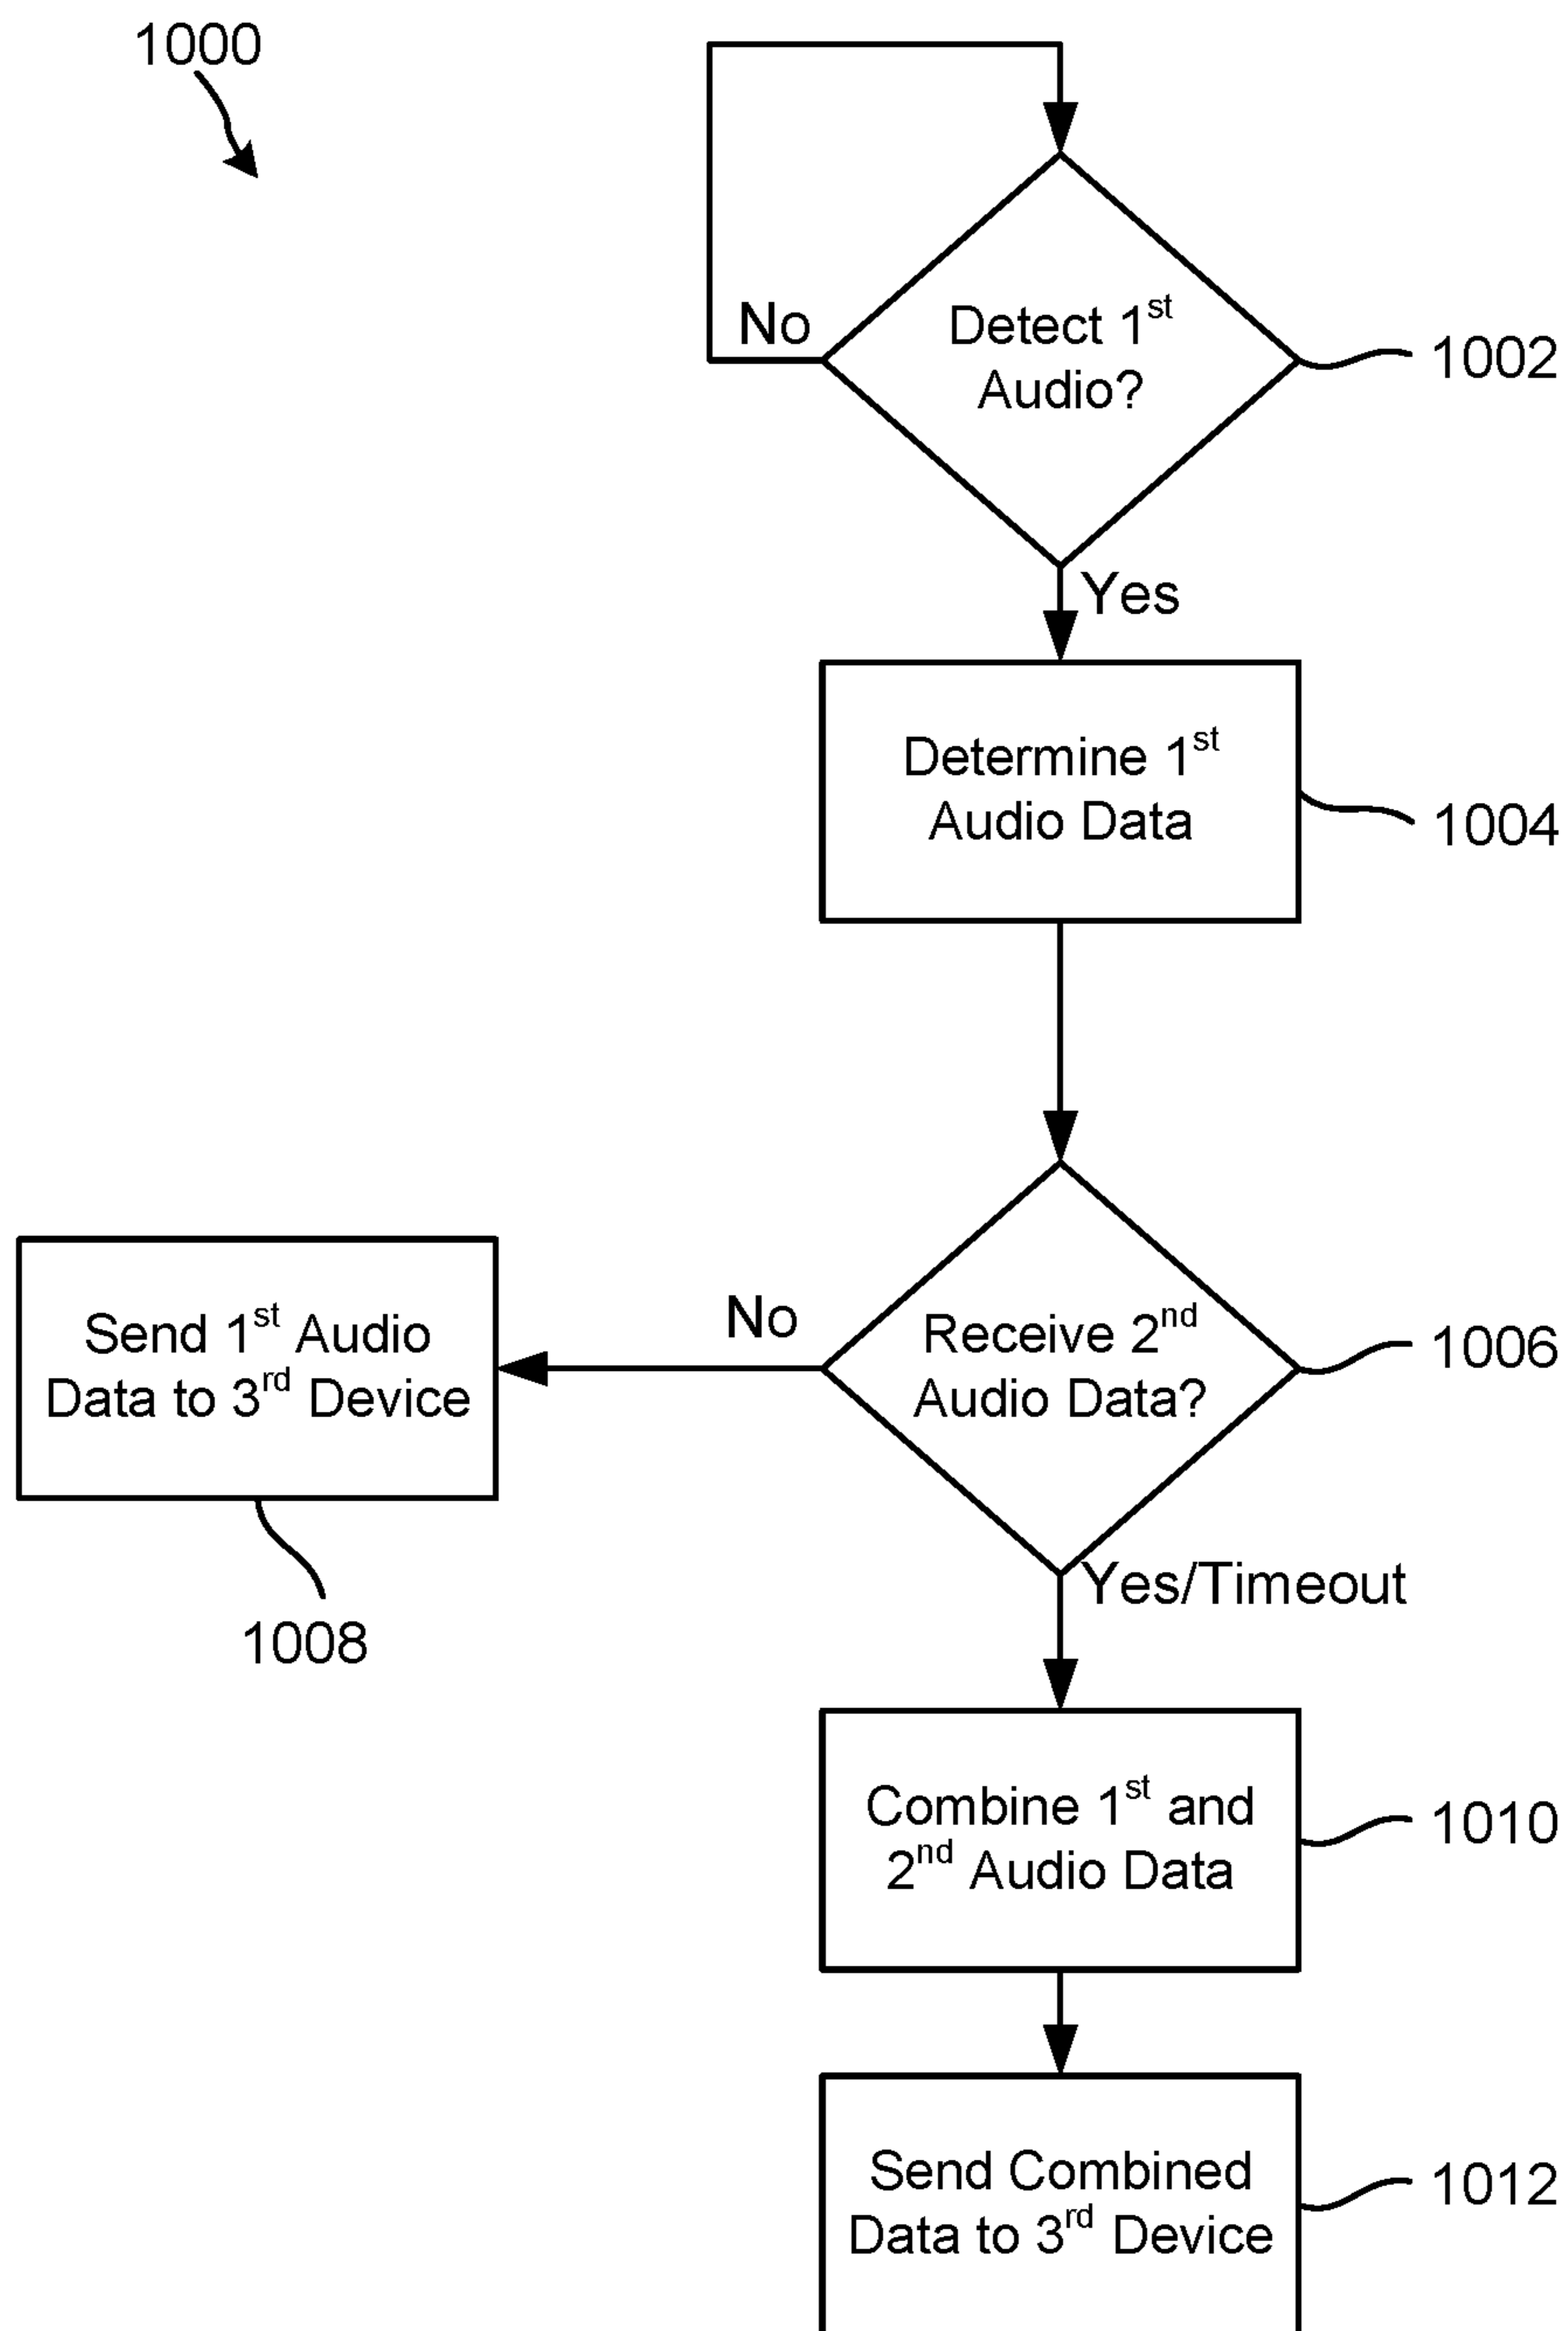 1000
No
Detect 1st
Audio?
1002
Yes
Determine 1st
Audio Data
1004
Send 1st Audio
Data to 3rd Device
1008
No
Receive 2nd
Audio Data?
1006
Yes/Timeout
Combine 1st and
2nd Audio Data
1010
Send Combined
Data to 3rd Device
1012